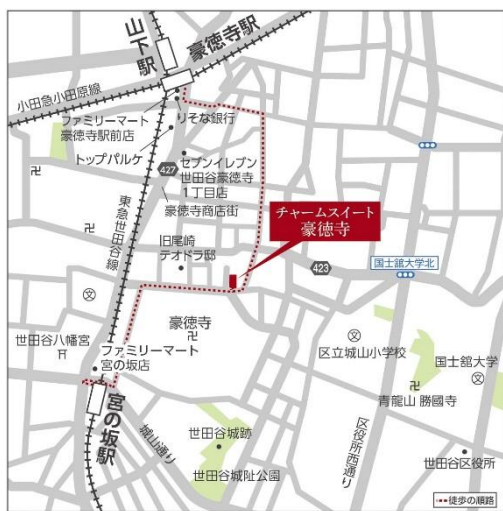 山下駅
豪徳寺駅
小田急小田原線
ファミリーマート
豪徳寺駅前店
りそな銀行
トップパルケ
卍
427
セブンイレブン
世田谷豪徳寺
1丁目店
豪徳寺商店街
東急世田谷線
チャームスイート
豪徳寺
旧尾崎
テオドラ邸
423
国士舘大学北
卍
文
豪徳寺
卍
世田谷八幡宮
ファミリーマート
宮の坂店
宮の坂駅
文
区立城山小学校
国士舘大学
卍
青龍山 勝國寺
城山通り
世田谷城跡
世田谷城阯公園
区役所西通り
世田谷区役所
徒歩の順路